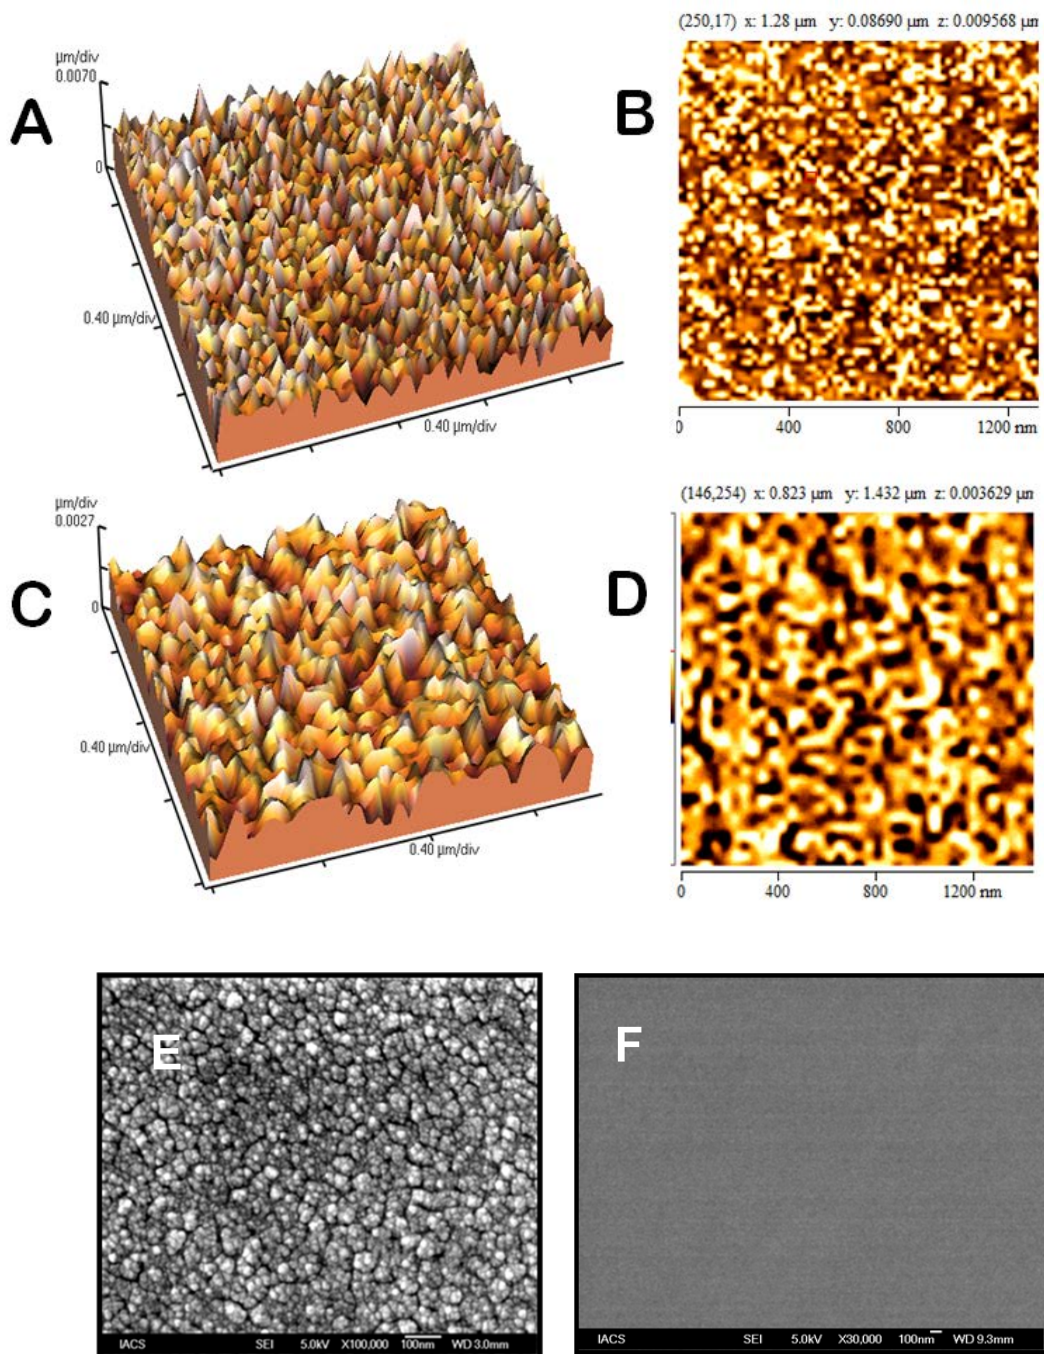 µm/div
0.0070
0
0.40 µm/div
0.40 µm/div
A
(250,17) x: 1.28 µm y: 0.08690 µm z: 0.009568 µm
B
0 400 800 1200 nm
µm/div
0.0027
0
0.40 µm/div
0.40 µm/div
C
(146,254) x: 0.823 µm y: 1.432 µm z: 0.003629 µm
D
0 400 800 1200 nm
E
IACS SEI 5.0kV X100,000 100nm WD 3.0mm
F
IACS SEI 5.0kV X30,000 100nm WD 9.3mm